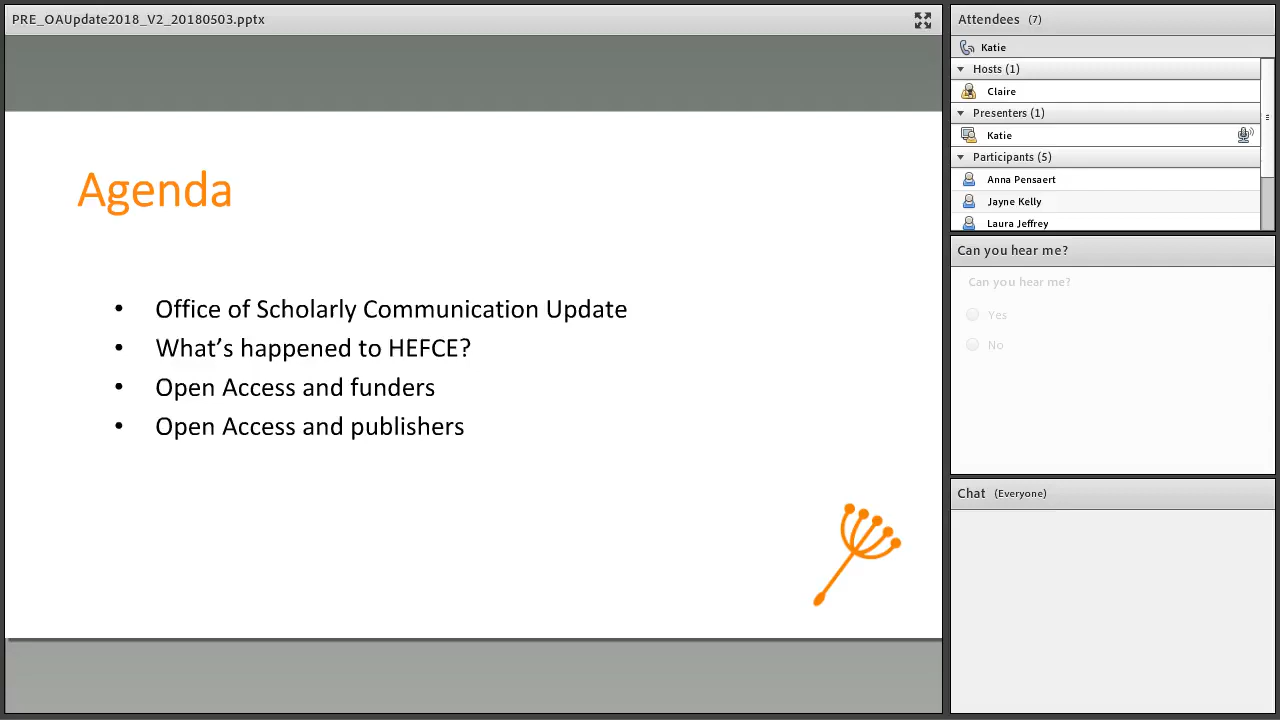 PRE_OAUpdate2018_V2_20180503.pptx
Agenda
• Office of Scholarly Communication Update
• What's happened to HEFCE?
• Open Access and funders
• Open Access and publishers
Attendees (7)
Katie
Hosts (1)
Claire
Presenters (1)
Katie
Participants (5)
Anna Pensaert
Jayne Kelly
Laura Jeffrey
Can you hear me?
Can you hear me?
Yes
No
Chat (Everyone)